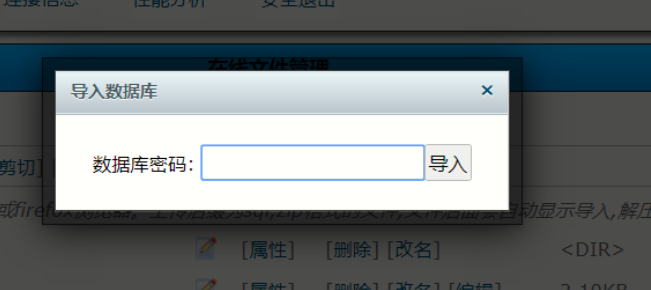 连接信息 性能分析 安全退出
在线文件管理
导入数据库 ×
数据库密码： 导入
剪切]
或firefox浏览器。上传后缀为sql,zip格式的文件,文件后面会自动显示导入,解压
[属性] [删除] [改名] <DIR>
[属性] [删除] [改名] [编辑] 2.10KB